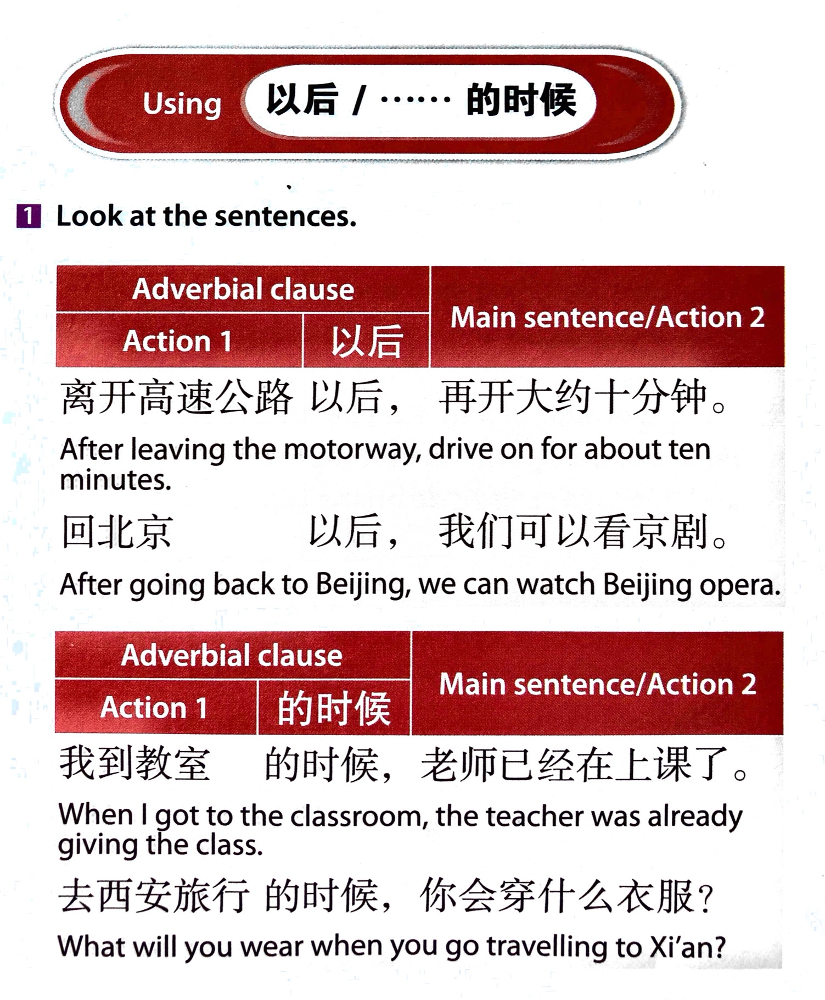 Using 以后 / …… 的时候
1 Look at the sentences.
Adverbial clause
Main sentence/Action 2
Action 1 以后
离开高速公路 以后， 再开大约十分钟。
After leaving the motorway, drive on for about ten
minutes.
回北京 以后， 我们可以看京剧。
After going back to Beijing, we can watch Beijing opera.
Adverbial clause
Main sentence/Action 2
Action 1 的时候
我到教室 的时候， 老师已经在上课了。
When I got to the classroom, the teacher was already
giving the class.
去西安旅行 的时候， 你会穿什么衣服？
What will you wear when you go travelling to Xi’an?